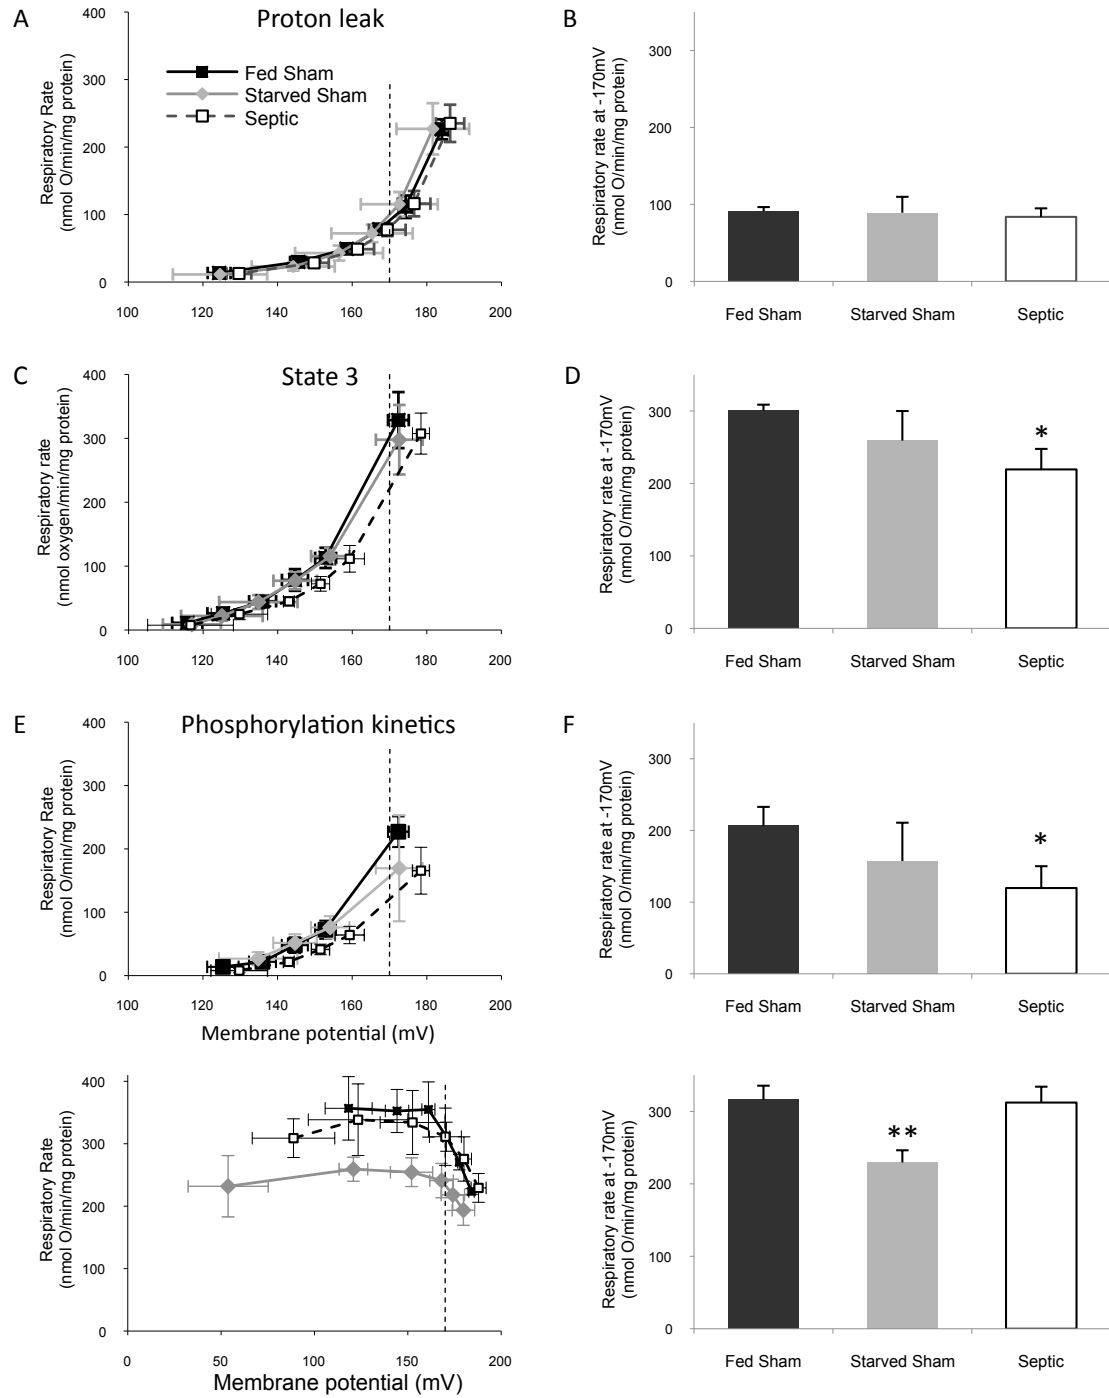 A
Proton leak
Respiratory Rate
(nmol O/min/mg protein)
400
300
200
100
0
100 120 140 160 180 200
Fed Sham
Starved Sham
Septic
B
Respiratory rate at -170mV
(nmol O/min/mg protein)
300
200
100
0
Fed Sham Starved Sham Septic
C
State 3
Respiratory rate
(nmol oxygen/min/mg protein)
400
300
200
100
0
100 120 140 160 180 200
D
Respiratory rate at -170mV
(nmol O/min/mg protein)
300
200
100
0
*
Fed Sham Starved Sham Septic
E
Phosphorylation kinetics
Respiratory Rate
(nmol O/min/mg protein)
400
300
200
100
0
100 120 140 160 180 200
Membrane potential (mV)
F
Respiratory rate at -170mV
(nmol O/min/mg protein)
300
200
100
0
*
Fed Sham Starved Sham Septic
Respiratory Rate
(nmol O/min/mg protein)
400
300
200
100
0
0 50 100 150 200
Membrane potential (mV)
Respiratory rate at -170mV
(nmol O/min/mg protein)
300
200
100
0
**
Fed Sham Starved Sham Septic